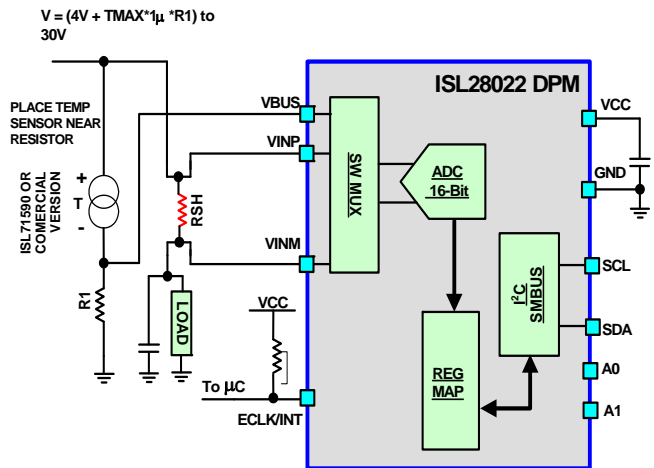 V = (4V + TMAX*1µ *R1) to
30V
ISL28022 DPM
PLACE TEMP
SENSOR NEAR
RESISTOR
VBUS
VINP
VINM
ISL71590 OR
COMERCIAL
VERSION
+
T
-
R1
RSH
LOAD
VCC
To µC
ECLK/INT
SW MUX
ADC
16-Bit
REG
MAP
I²C
SMBUS
VCC
GND
SCL
SDA
A0
A1